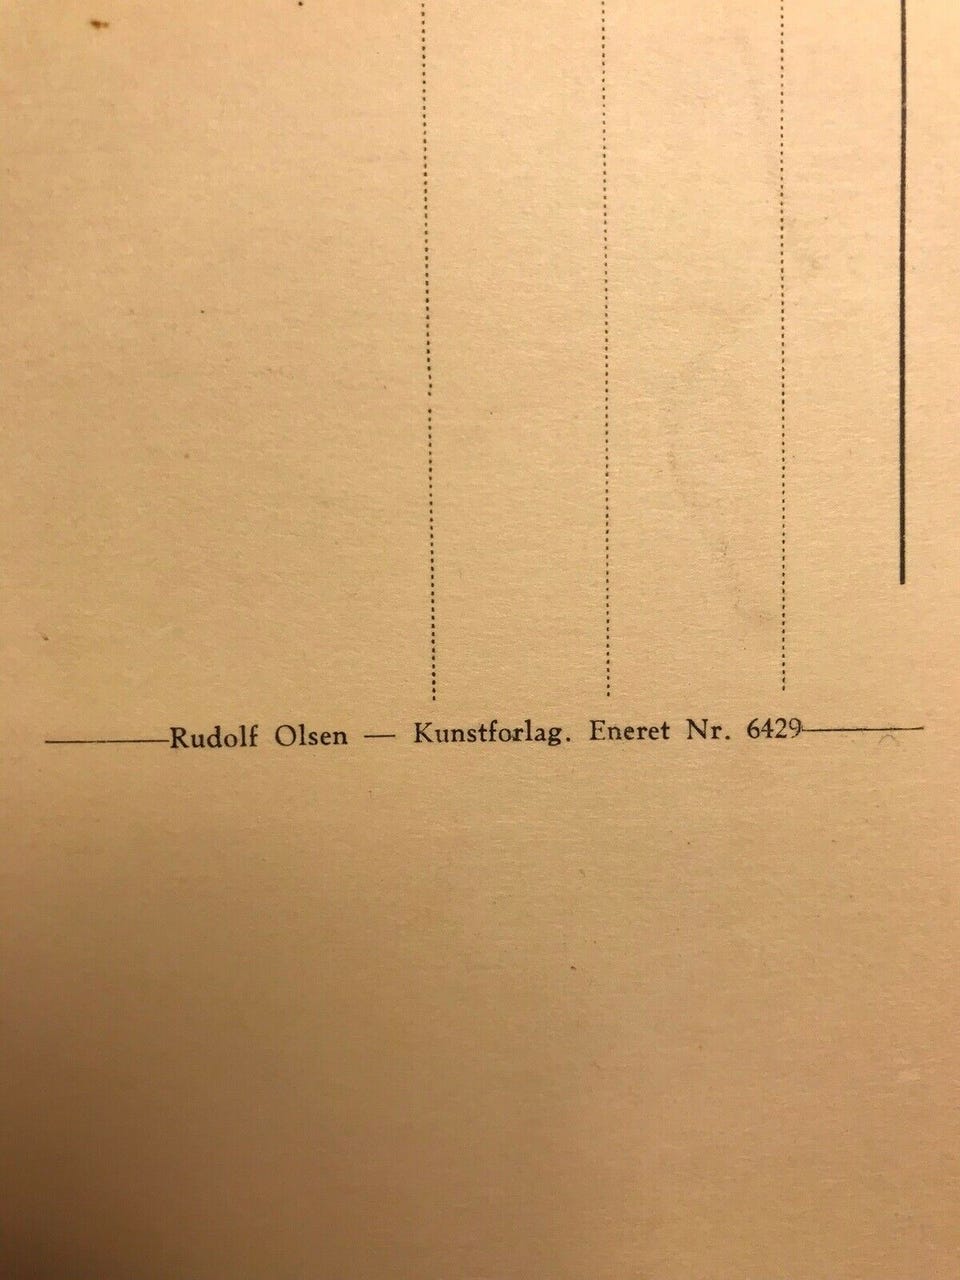 Rudolf Olsen — Kunstforlag. Eneret Nr. 6429